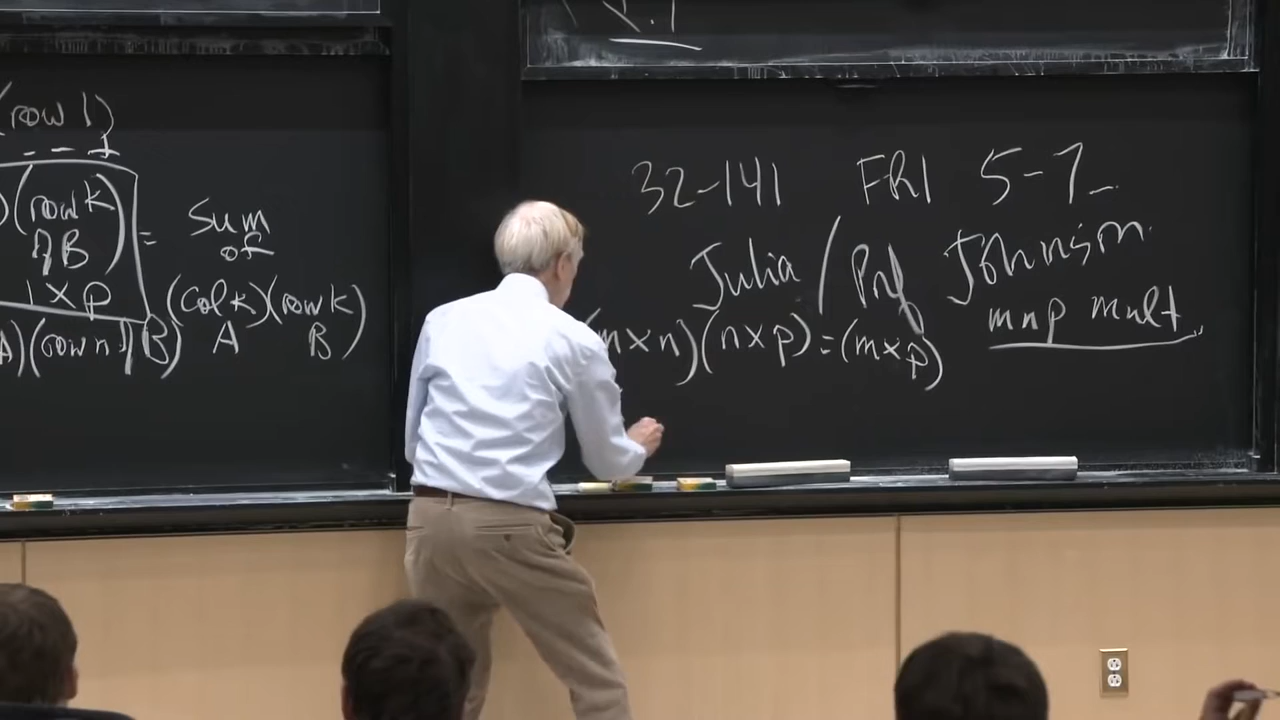 (row 1)
- - - 1
)(row k) = sum
of B of
1 x p (col k)(row k)
A)(row n)(B) A B
32-141 FRI 5-7
Julia / Prof Johnson
(m x n)(n x p) = (m x p) mnp mult